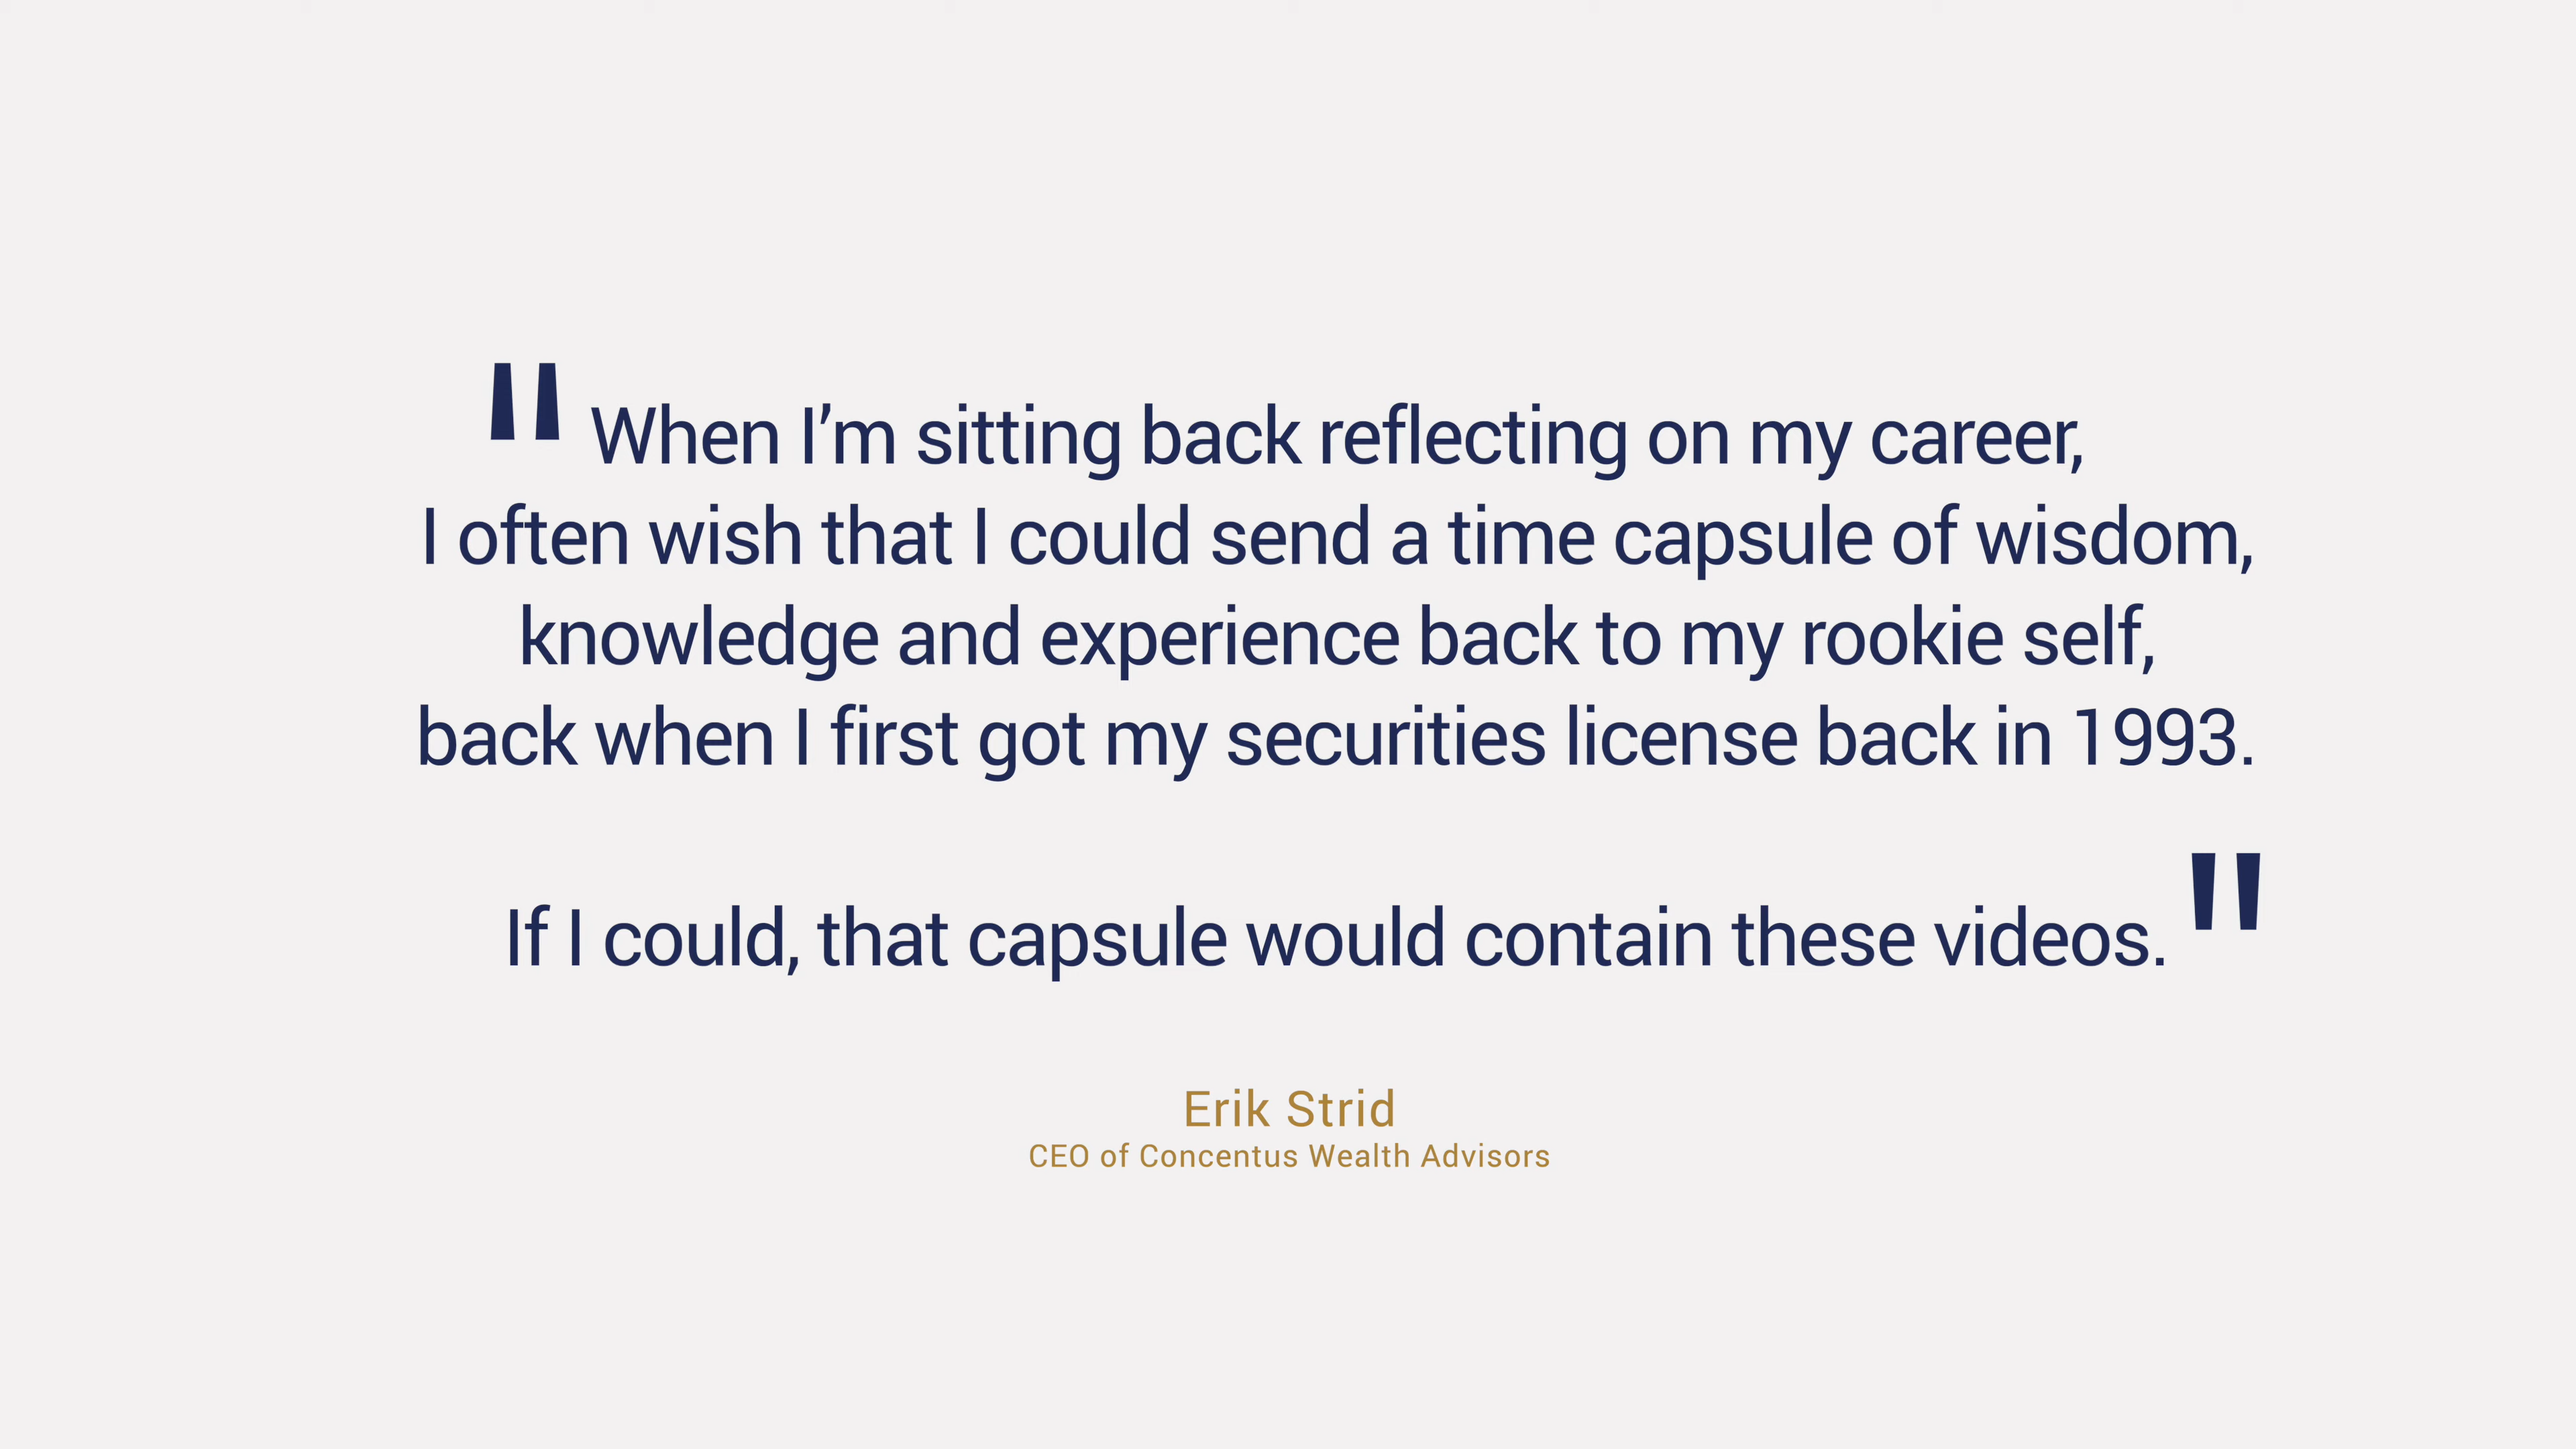 " When I’m sitting back reflecting on my career,
I often wish that I could send a time capsule of wisdom,
knowledge and experience back to my rookie self,
back when I first got my securities license back in 1993.
If I could, that capsule would contain these videos. "
Erik Strid
CEO of Concentus Wealth Advisors